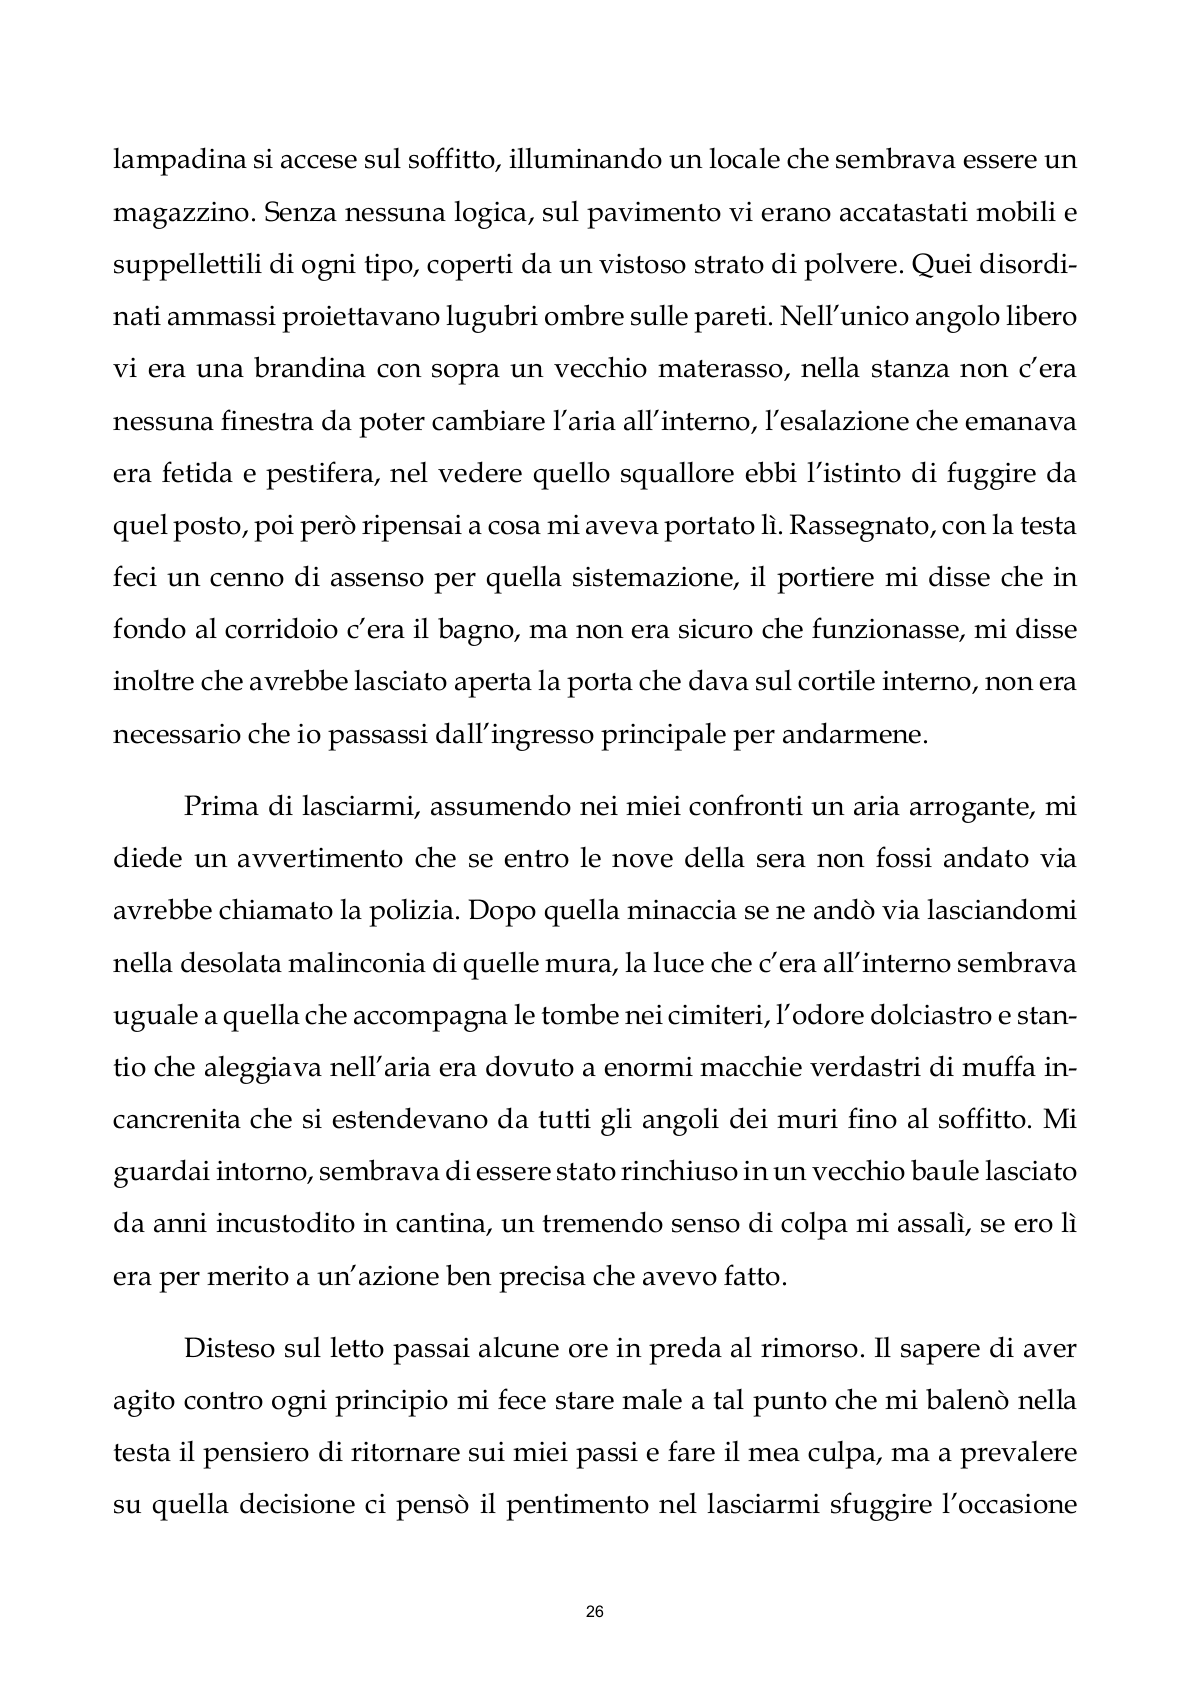 lampadina si accese sul soffitto, illuminando un locale che sembrava essere un
magazzino. Senza nessuna logica, sul pavimento vi erano accatastati mobili e
suppellettili di ogni tipo, coperti da un vistoso strato di polvere. Quei disordi-
nati ammassi proiettavano lugubri ombre sulle pareti. Nell’unico angolo libero
vi era una brandina con sopra un vecchio materasso, nella stanza non c’era
nessuna finestra da poter cambiare l’aria all’interno, l’esalazione che emanava
era fetida e pestifera, nel vedere quello squallore ebbi l’istinto di fuggire da
quel posto, poi però ripensai a cosa mi aveva portato lì. Rassegnato, con la testa
feci un cenno di assenso per quella sistemazione, il portiere mi disse che in
fondo al corridoio c’era il bagno, ma non era sicuro che funzionasse, mi disse
inoltre che avrebbe lasciato aperta la porta che dava sul cortile interno, non era
necessario che io passassi dall’ingresso principale per andarmene.
Prima di lasciarmi, assumendo nei miei confronti un aria arrogante, mi
diede un avvertimento che se entro le nove della sera non fossi andato via
avrebbe chiamato la polizia. Dopo quella minaccia se ne andò via lasciandomi
nella desolata malinconia di quelle mura, la luce che c’era all’interno sembrava
uguale a quella che accompagna le tombe nei cimiteri, l’odore dolciastro e stan-
tio che aleggiava nell’aria era dovuto a enormi macchie verdastri di muffa in-
cancrenita che si estendevano da tutti gli angoli dei muri fino al soffitto. Mi
guardai intorno, sembrava di essere stato rinchiuso in un vecchio baule lasciato
da anni incustodito in cantina, un tremendo senso di colpa mi assalì, se ero lì
era per merito a un’azione ben precisa che avevo fatto.
Disteso sul letto passai alcune ore in preda al rimorso. Il sapere di aver
agito contro ogni principio mi fece stare male a tal punto che mi balenò nella
testa il pensiero di ritornare sui miei passi e fare il mea culpa, ma a prevalere
su quella decisione ci pensò il pentimento nel lasciarmi sfuggire l’occasione
26